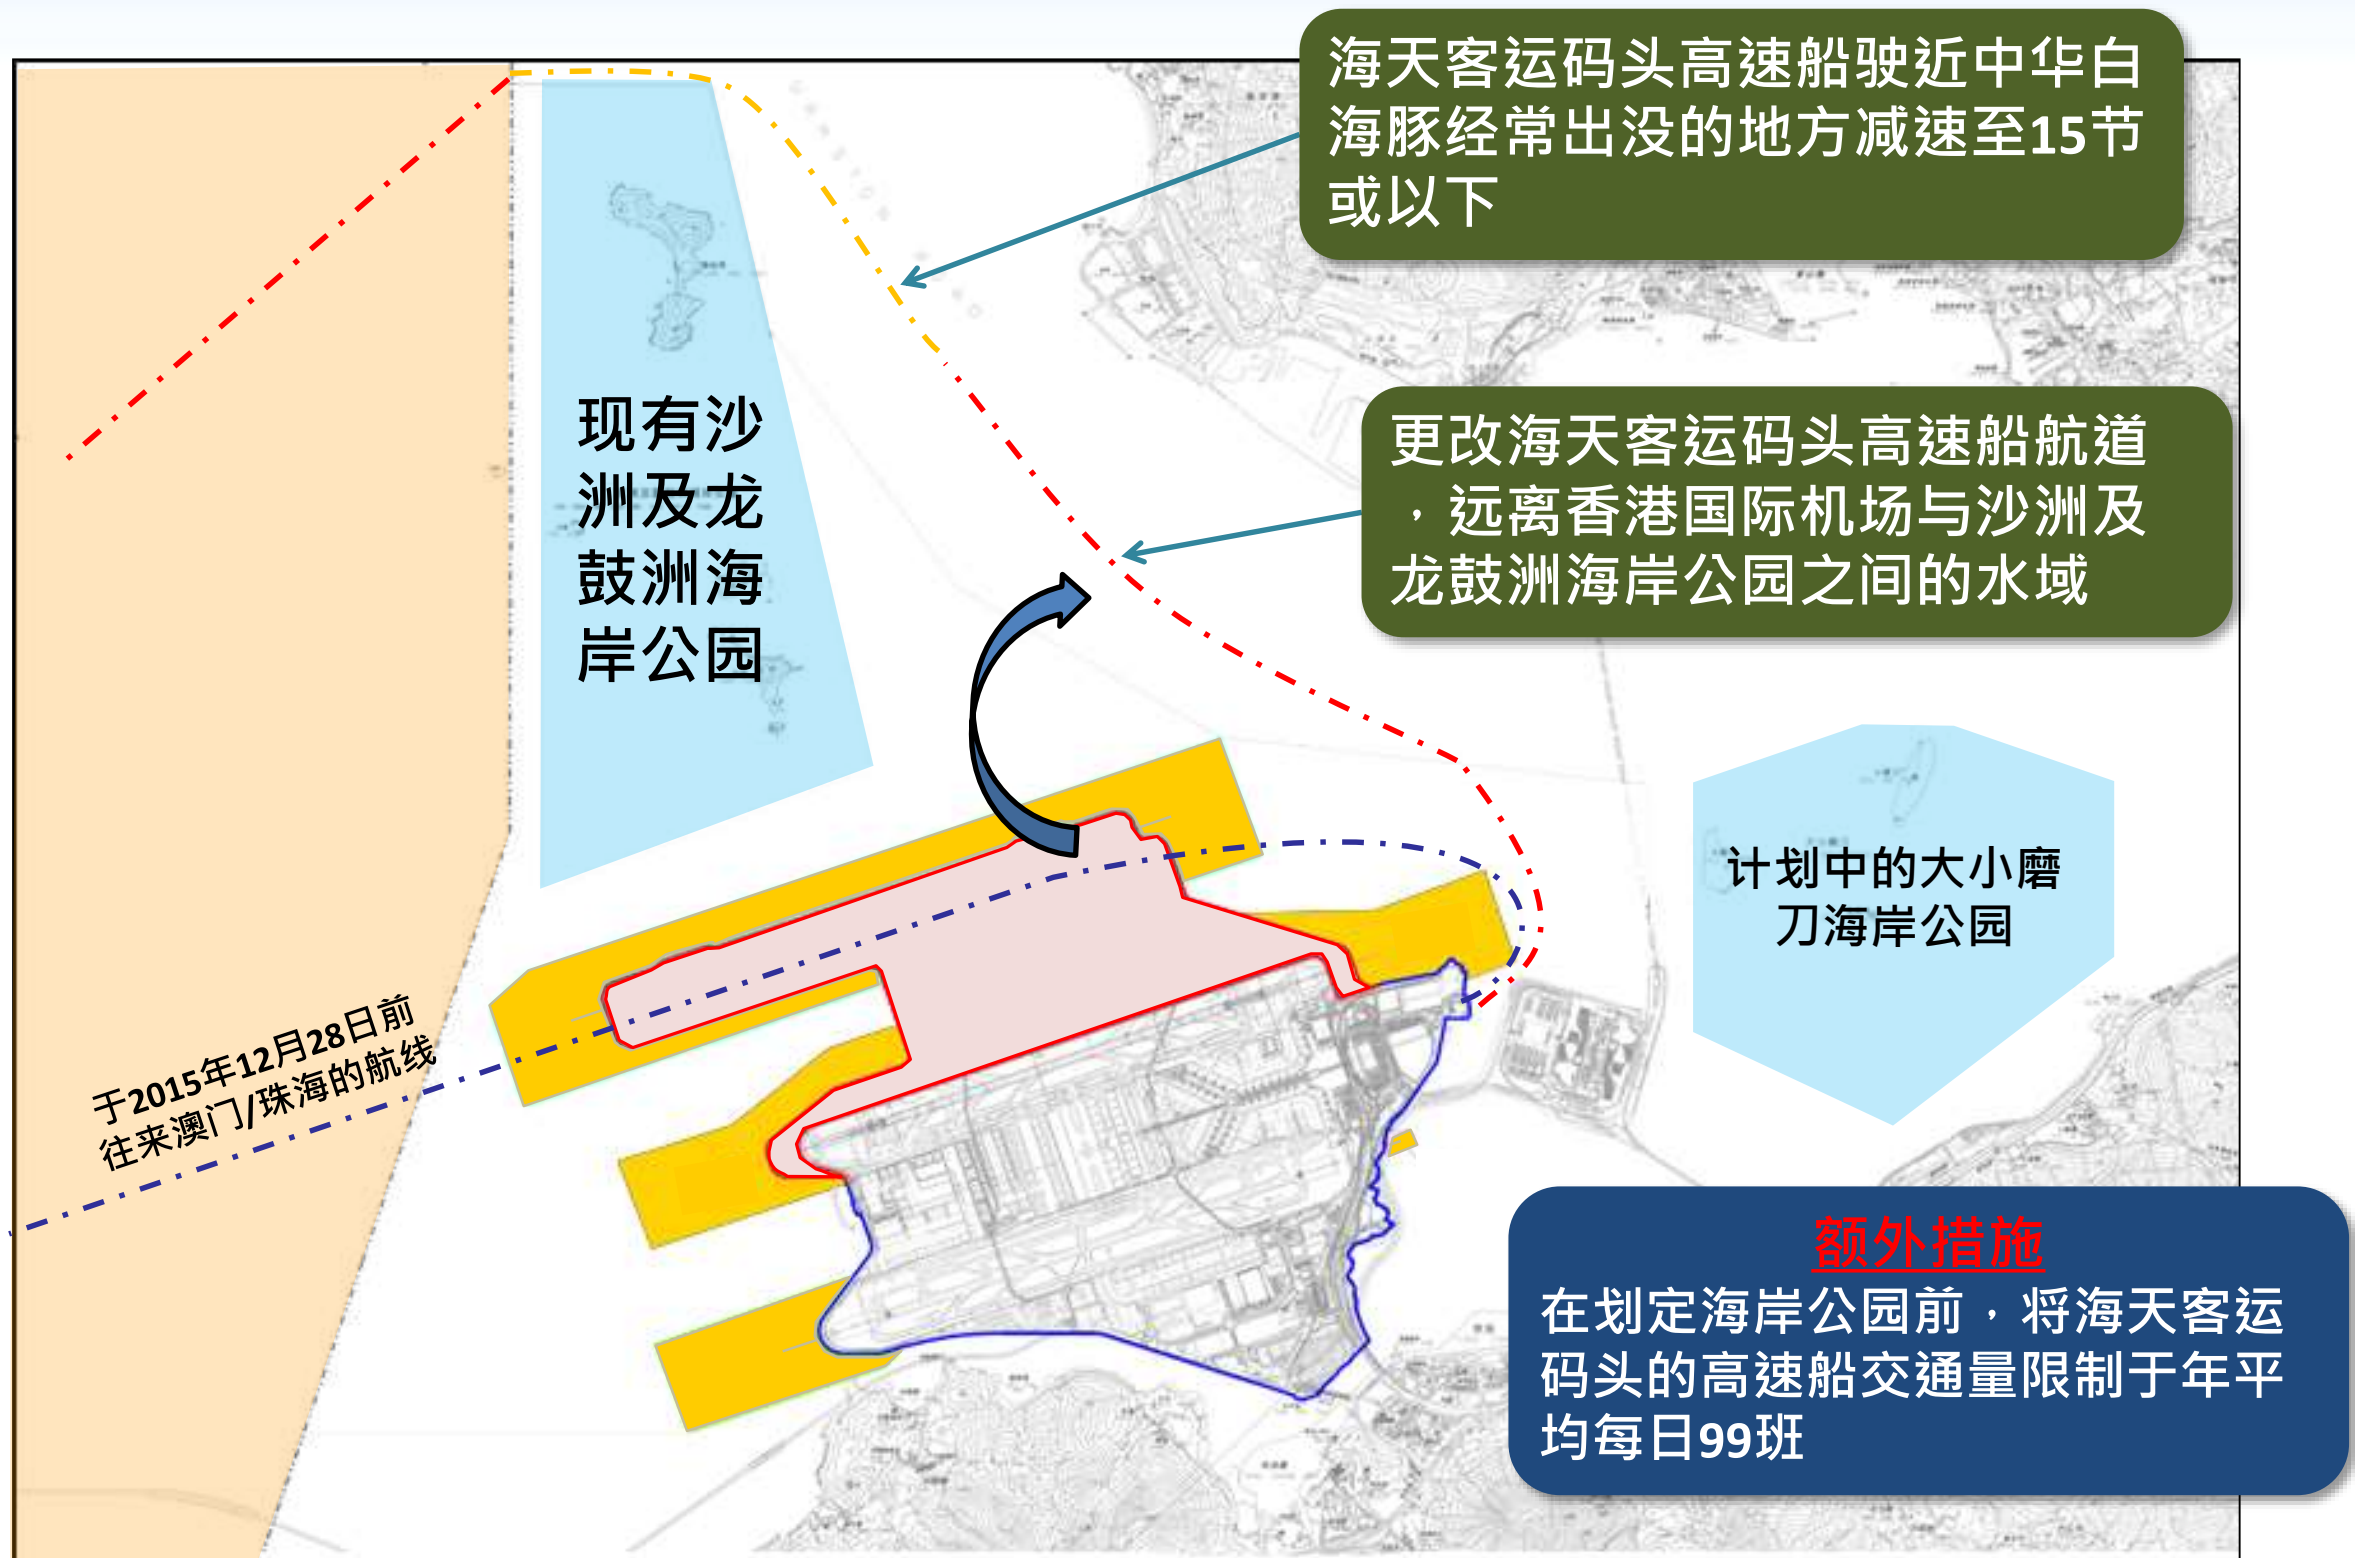 海天客运码头高速船驶近中华白
海豚经常出没的地方减速至15节
或以下
更改海天客运码头高速船航道
，远离香港国际机场与沙洲及
龙鼓洲海岸公园之间的水域
现有沙
洲及龙
鼓洲海
岸公园
计划中的大小磨
刀海岸公园
于2015年12月28日前
往来澳门/珠海的航线
额外措施
在划定海岸公园前，将海天客运
码头的高速船交通量限制于年平
均每日99班